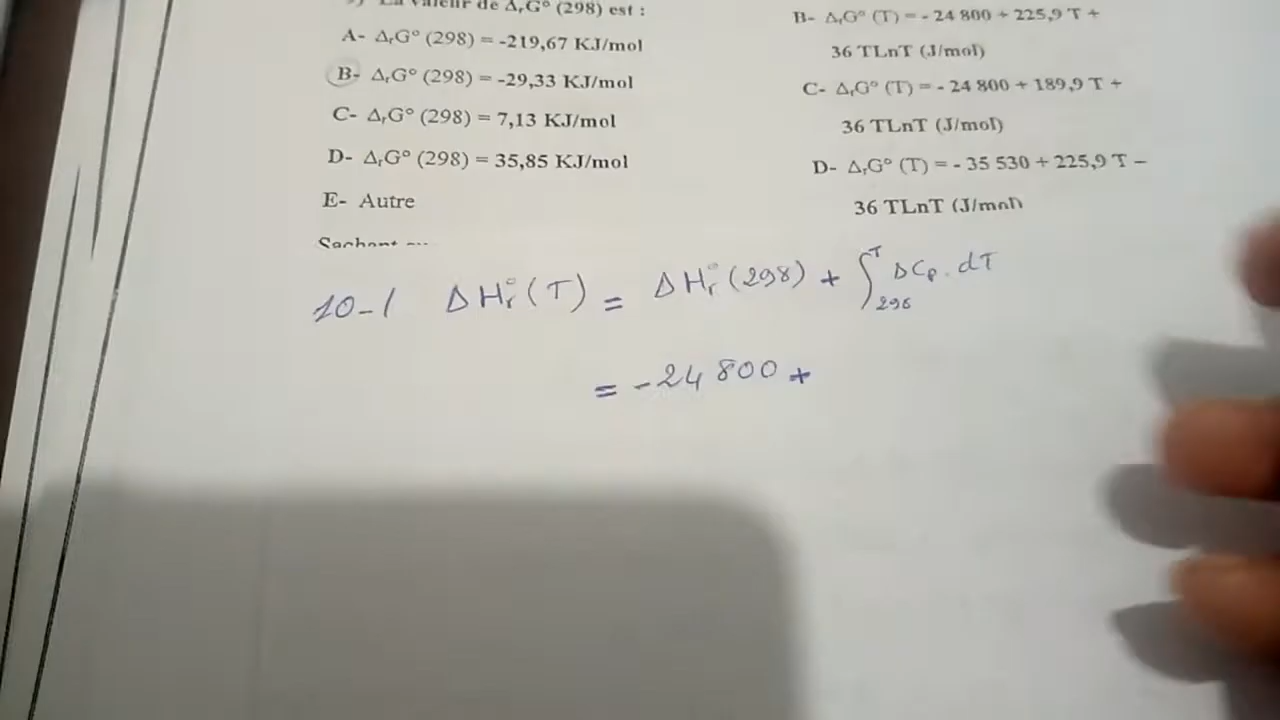 La valeur de ΔᵣG° (298) est :
A- ΔᵣG° (298) = -219,67 KJ/mol
B- ΔᵣG° (298) = -29,33 KJ/mol
C- ΔᵣG° (298) = 7,13 KJ/mol
D- ΔᵣG° (298) = 35,85 KJ/mol
E- Autre
Sachant
B- ΔᵣG° (T) = - 24 800 + 225,9 T +
36 TLnT (J/mol)
C- ΔᵣG° (T) = - 24 800 + 189,9 T +
36 TLnT (J/mol)
D- ΔᵣG° (T) = - 35 530 + 225,9 T –
36 TLnT (J/mol)
10-/ ΔHᵣ°(T) = ΔHᵣ°(298) + ∫₂₉₈ᵀ ΔCp. dT
= -24 800 +